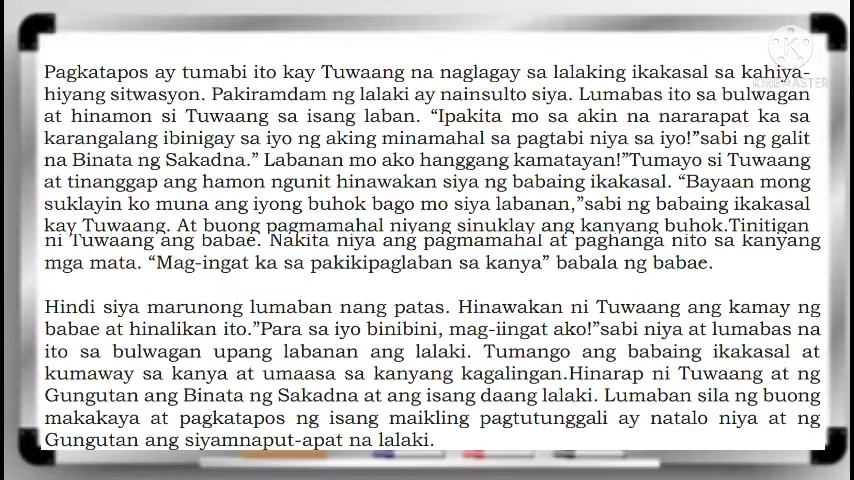 Pagkatapos ay tumabi ito kay Tuwaang na naglagay sa lalaking ikakasal sa kahiya-
hiyang sitwasyon. Pakiramdam ng lalaki ay nainsulto siya. Lumabas ito sa bulwagan
at hinamon si Tuwaang sa isang laban. “Ipakita mo sa akin na nararapat ka sa
karangalang ibinigay sa iyo ng aking minamahal sa pagtabi niya sa iyo!”sabi ng galit
na Binata ng Sakadna.” Labanan mo ako hanggang kamatayan!”Tumayo si Tuwaang
at tinanggap ang hamon ngunit hinawakan siya ng babaing ikakasal. “Bayaan mong
suklayin ko muna ang iyong buhok bago mo siya labanan,”sabi ng babaing ikakasal
kay Tuwaang. At buong pagmamahal niyang sinuklay ang kanyang buhok.Tinitigan
ni Tuwaang ang babae. Nakita niya ang pagmamahal at paghanga nito sa kanyang
mga mata. “Mag-ingat ka sa pakikipaglaban sa kanya” babala ng babae.
Hindi siya marunong lumaban nang patas. Hinawakan ni Tuwaang ang kamay ng
babae at hinalikan ito.”Para sa iyo binibini, mag-iingat ako!”sabi niya at lumabas na
ito sa bulwagan upang labanan ang lalaki. Tumango ang babaing ikakasal at
kumaway sa kanya at umaasa sa kanyang kagalingan.Hinarap ni Tuwaang at ng
Gungutan ang Binata ng Sakadna at ang isang daang lalaki. Lumaban sila ng buong
makakaya at pagkatapos ng isang maikling pagtutunggali ay natalo niya at ng
Gungutan ang siyamnaput-apat na lalaki.
K
KINEMASTER